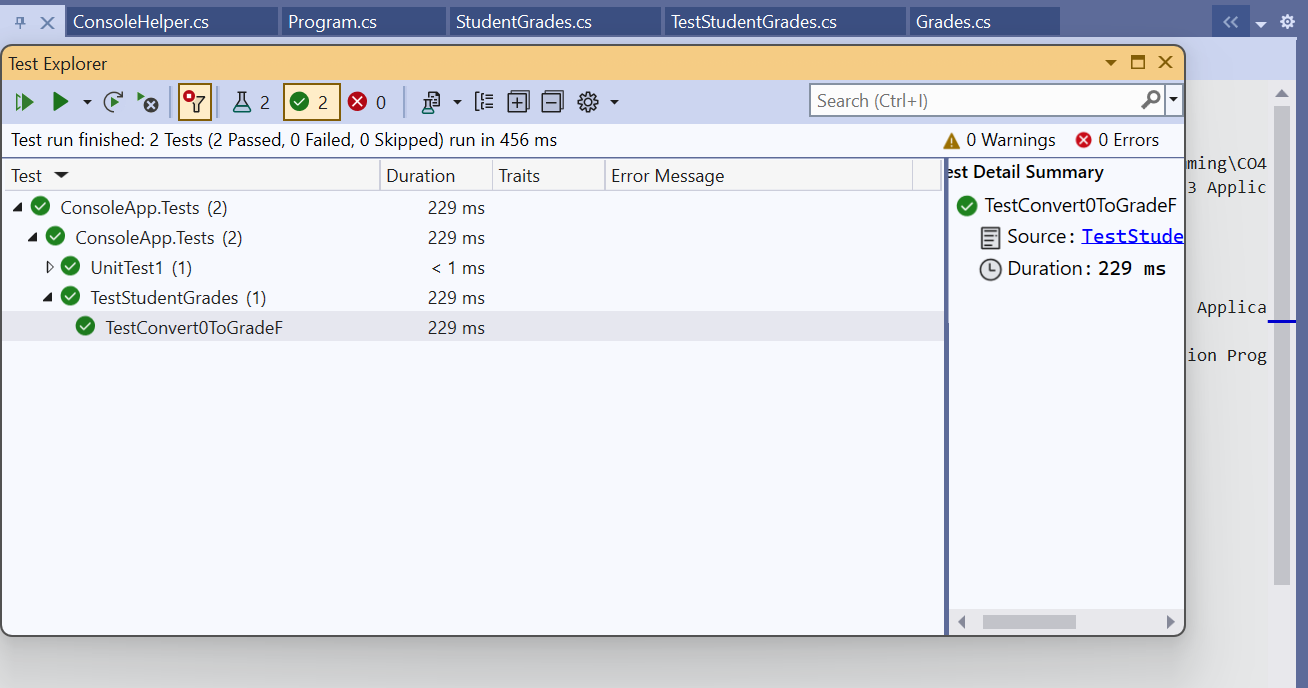 ConsoleHelper.cs Program.cs StudentGrades.cs TestStudentGrades.cs Grades.cs
Test Explorer
2 2 0 Search (Ctrl+I)
Test run finished: 2 Tests (2 Passed, 0 Failed, 0 Skipped) run in 456 ms 0 Warnings 0 Errors
Test Duration Traits Error Message
ConsoleApp.Tests (2) 229 ms
ConsoleApp.Tests (2) 229 ms
UnitTest1 (1) < 1 ms
TestStudentGrades (1) 229 ms
TestConvert0ToGradeF 229 ms
est Detail Summary
TestConvert0ToGradeF
Source: TestStude
Duration: 229 ms
ming\CO4
3 Applic
Applica
ion Prog